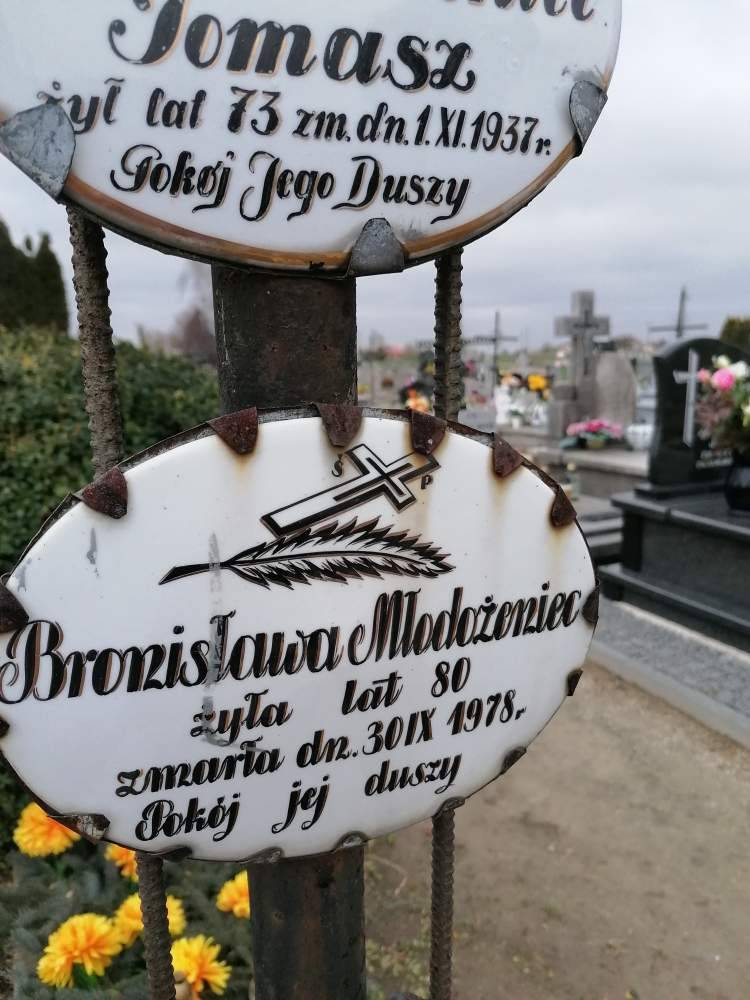 Tomasz
żył lat 73 zm. dn. 1. XI. 1937 r.
Pokój Jego Duszy
Ś P
Bronisława Młodożeniec
żyła lat 80
zmarła dn. 30 IX 1978 r.
Pokój jej duszy